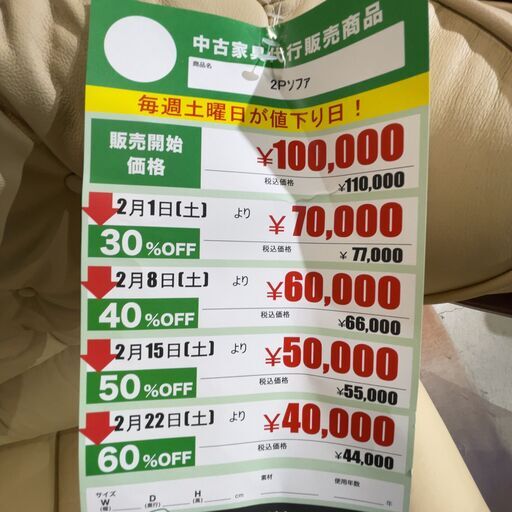 中古家具 行販売商品
商品名
2Pソファ
毎週土曜日が値下り日！
販売開始
価格
¥100,000
税込価格 ¥110,000
2月1日(土) より ¥70,000
30%OFF 税込価格 ¥77,000
2月8日(土) より ¥60,000
40%OFF 税込価格 ¥66,000
2月15日(土) より ¥50,000
50%OFF 税込価格 ¥55,000
2月22日(土) より ¥40,000
60%OFF 税込価格 ¥44,000
サイズ 素材 使用年数
W(幅) D(奥行) H(高) cm 年